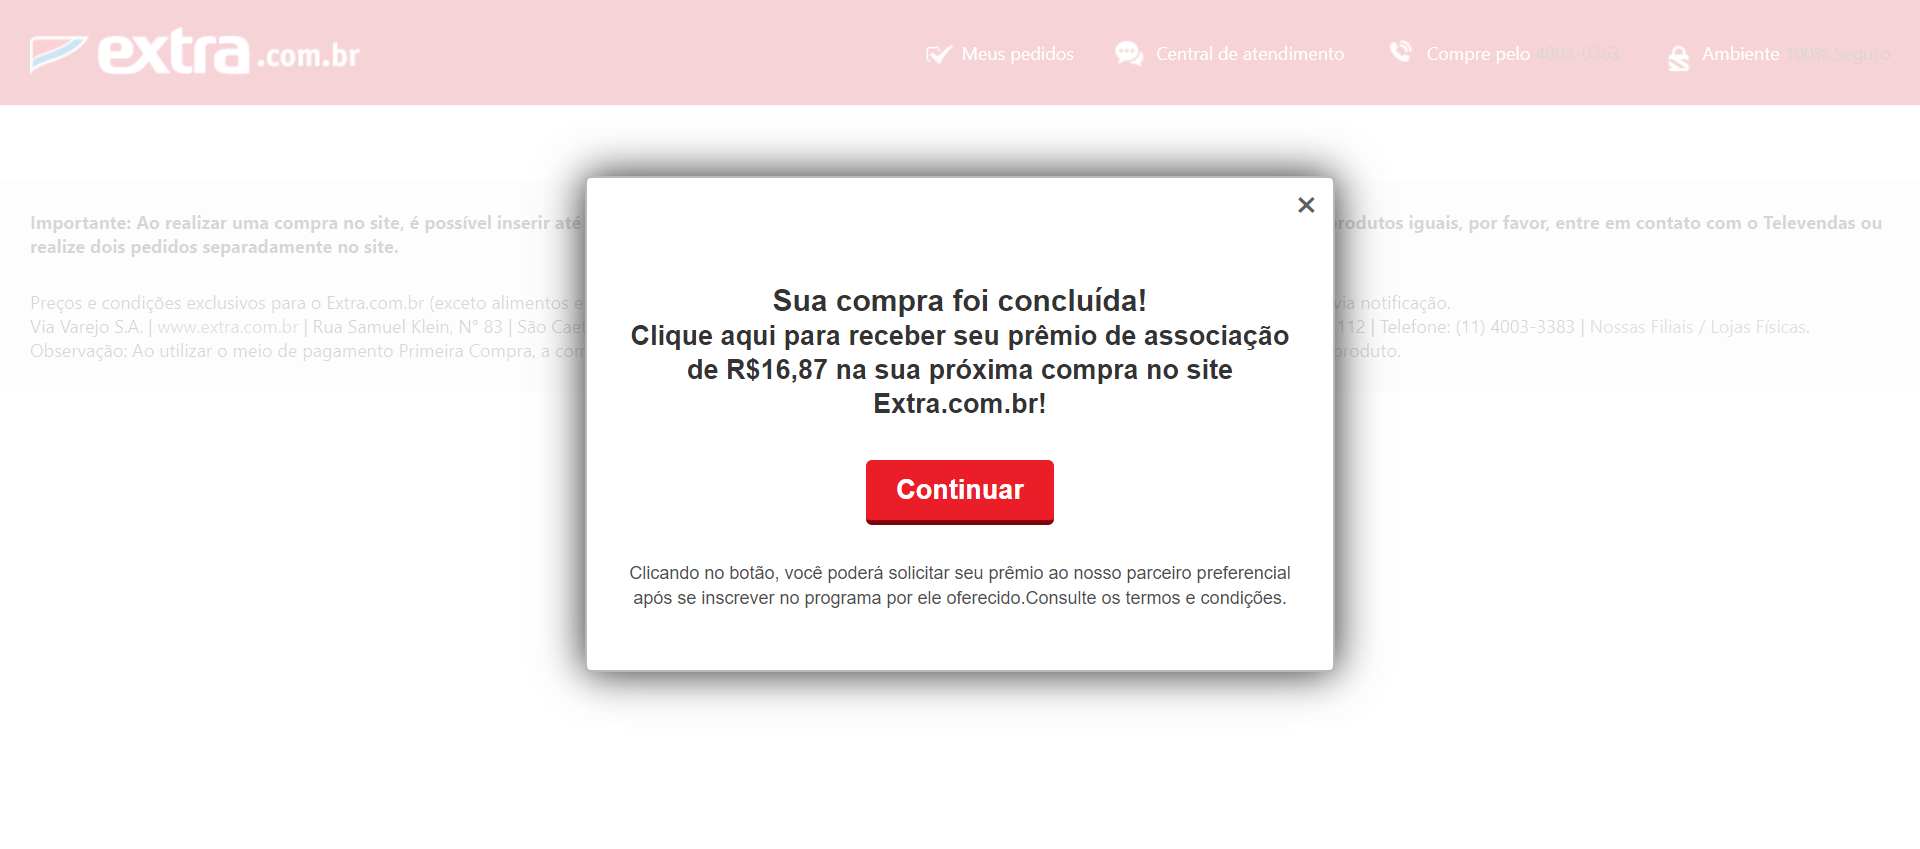 extra.com.br
Meus pedidos
Central de atendimento
Compre pelo 4003-0363
Ambiente 100% Seguro
Importante: Ao realizar uma compra no site, é possível inserir até
rodutos iguais, por favor, entre em contato com o Televendas ou
realize dois pedidos separadamente no site.
Preços e condições exclusivos para o Extra.com.br (exceto alimentos e
via notificação.
Via Varejo S.A. | www.extra.com.br | Rua Samuel Klein, N° 83 | São Caet
112 | Telefone: (11) 4003-3383 | Nossas Filiais / Lojas Físicas.
Observação: Ao utilizar o meio de pagamento Primeira Compra, a com
produto.
×
Sua compra foi concluída!
Clique aqui para receber seu prêmio de associação
de R$16,87 na sua próxima compra no site
Extra.com.br!
Continuar
Clicando no botão, você poderá solicitar seu prêmio ao nosso parceiro preferencial
após se inscrever no programa por ele oferecido.Consulte os termos e condições.